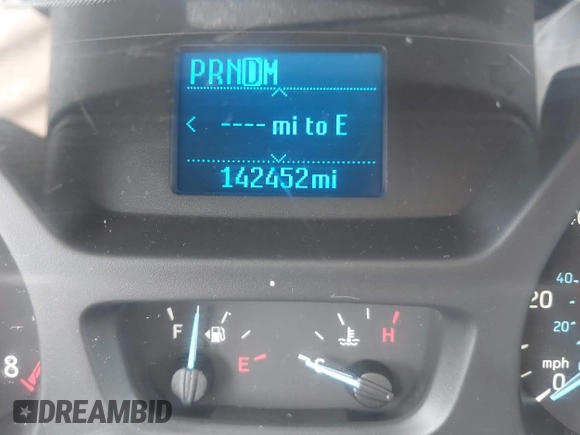 PRNDM
< ---- mi to E
142452mi
F
E
C
H
8
20
40
20
mph
0
DREAMBID